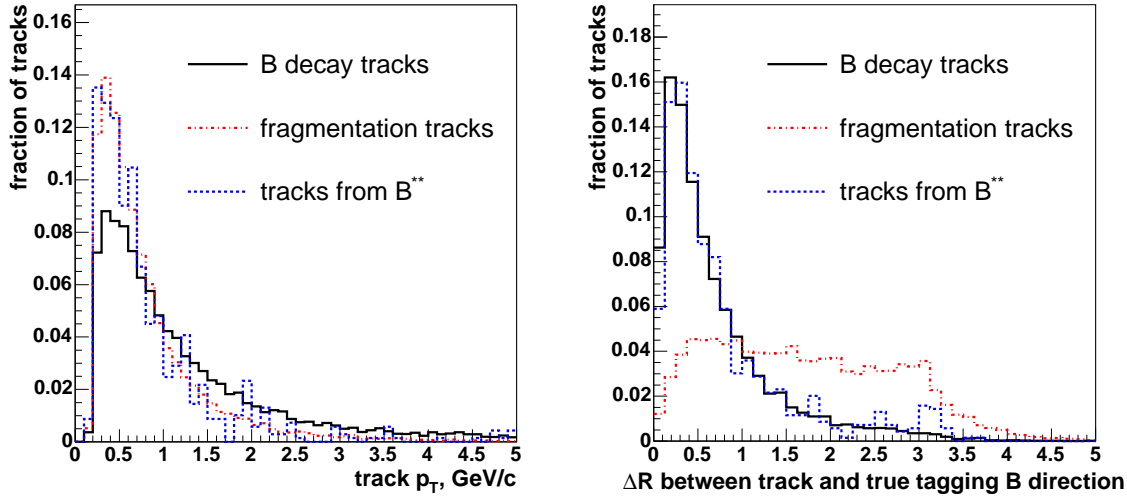 fraction of tracks
0.16
0.14
0.12
0.1
0.08
0.06
0.04
0.02
0
B decay tracks
fragmentation tracks
tracks from B**
0 0.5 1 1.5 2 2.5 3 3.5 4 4.5 5
track p_T, GeV/c
fraction of tracks
0.18
0.16
0.14
0.12
0.1
0.08
0.06
0.04
0.02
0
B decay tracks
fragmentation tracks
tracks from B**
0 0.5 1 1.5 2 2.5 3 3.5 4 4.5 5
ΔR between track and true tagging B direction